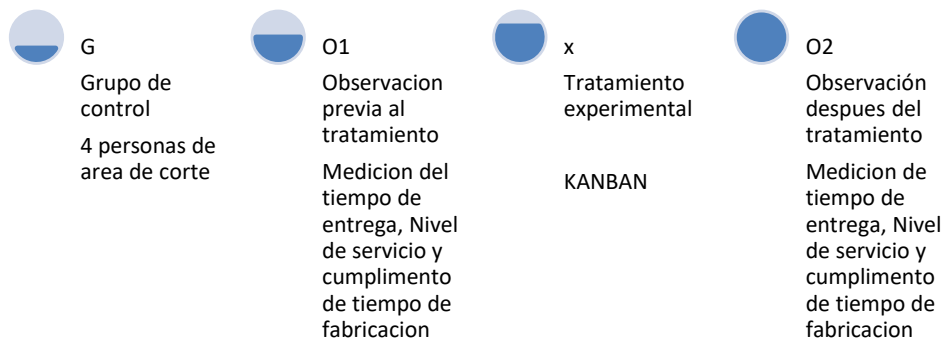 G
Grupo de
control
4 personas de
area de corte
O1
Observacion
previa al
tratamiento
Medicion del
tiempo de
entrega, Nivel
de servicio y
cumplimento
de tiempo de
fabricacion
x
Tratamiento
experimental
KANBAN
O2
Observación
despues del
tratamiento
Medicion de
tiempo de
entrega, Nivel
de servicio y
cumplimento
de tiempo de
fabricacion